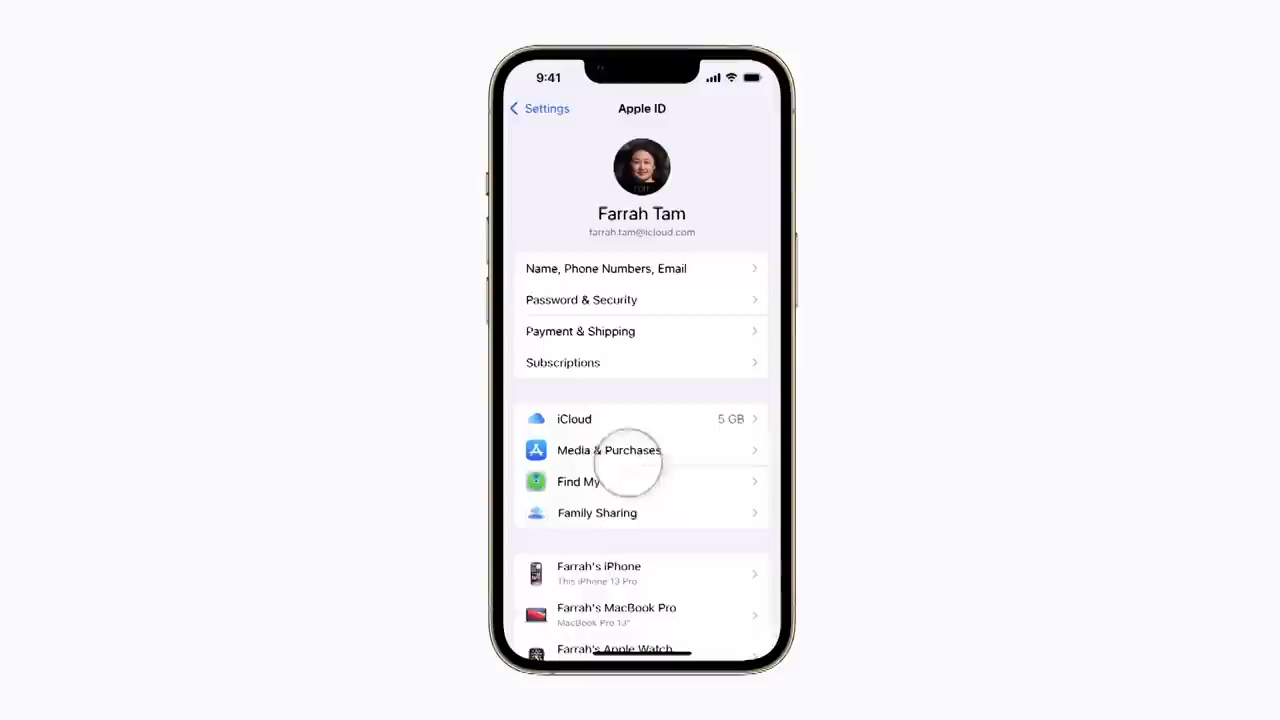 9:41
Settings
Apple ID
Farrah Tam
farrah.tam@icloud.com
Name, Phone Numbers, Email
Password & Security
Payment & Shipping
Subscriptions
iCloud 5 GB
Media & Purchases
Find My
Family Sharing
Farrah's iPhone
This iPhone 13 Pro
Farrah's MacBook Pro
MacBook Pro 13"
Farrah's Apple Watch